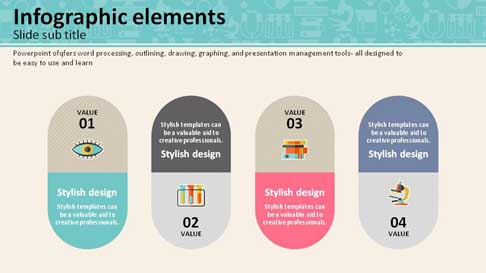 Infographic elements
Slide sub title
Powerpoint ofqfers word processing, outlining, drawing, graphing, and presentation management tools- all designed to
be easy to use and learn
VALUE
01
Stylish design
Stylish templates can
be a valuable aid to
creative professionals.
Stylish templates can
be a valuable aid to
creative professionals.
Stylish design
02
VALUE
VALUE
03
Stylish design
Stylish templates can
be a valuable aid to
creative professionals.
Stylish templates can
be a valuable aid to
creative professionals.
Stylish design
04
VALUE